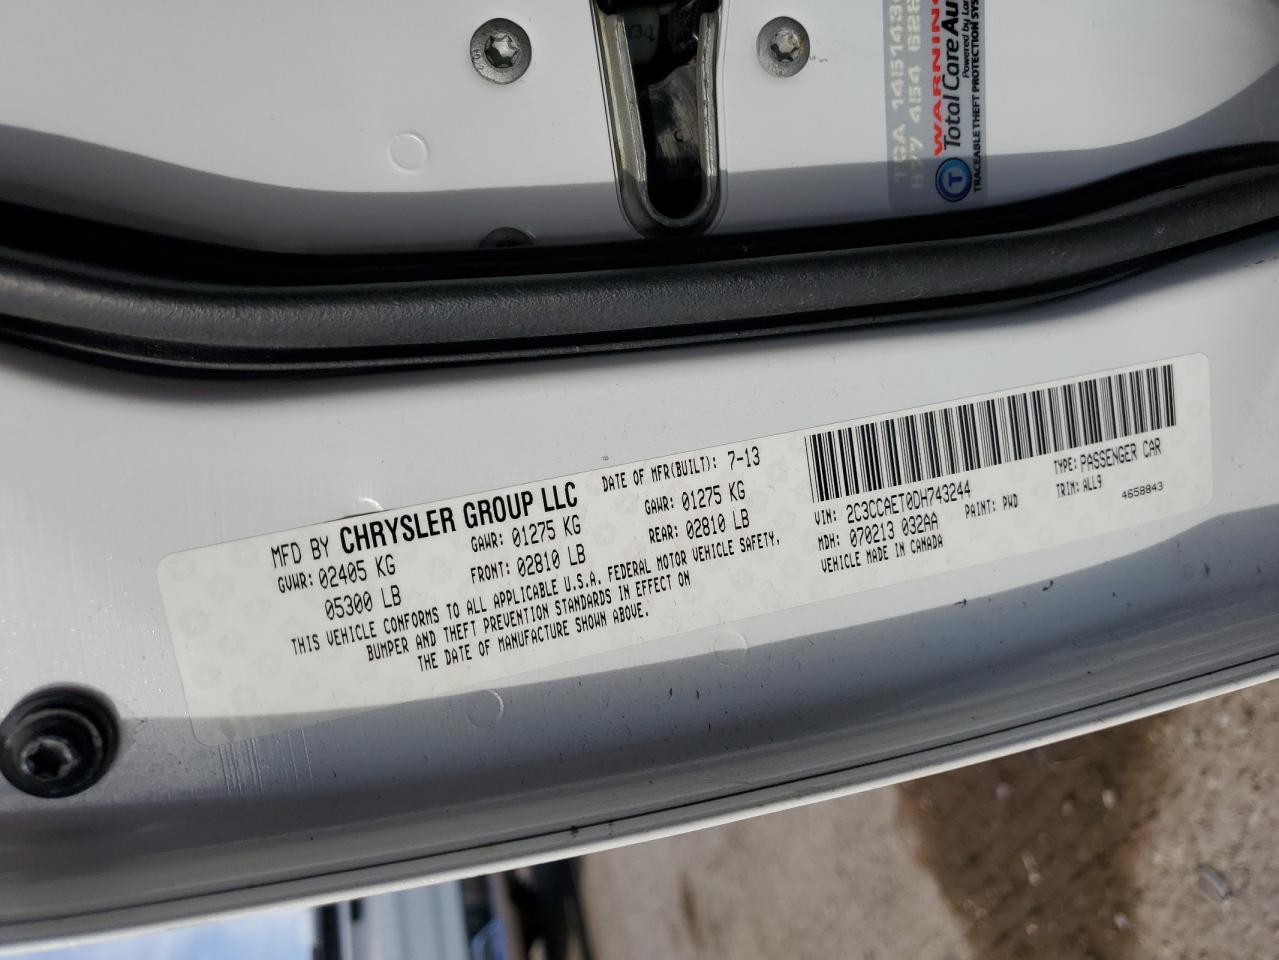 WARNING
Total Care Aut
Powered by
TRACEABLE THEFT PROTECTION SYS
MFD BY CHRYSLER GROUP LLC
DATE OF MFR(BUILT): 7-13
GVWR: 02405 KG
05300 LB
GAWR: 01275 KG
FRONT: 02810 LB
GAWR: 01275 KG
REAR: 02810 LB
THIS VEHICLE CONFORMS TO ALL APPLICABLE U.S.A. FEDERAL MOTOR VEHICLE SAFETY,
BUMPER AND THEFT PREVENTION STANDARDS IN EFFECT ON
THE DATE OF MANUFACTURE SHOWN ABOVE.
VIN: 2C3CCAET0DH743244
TYPE: PASSENGER CAR
MDH: 070213 032AA
PAINT: PWD
TRIM: ALL9
VEHICLE MADE IN CANADA
4658843